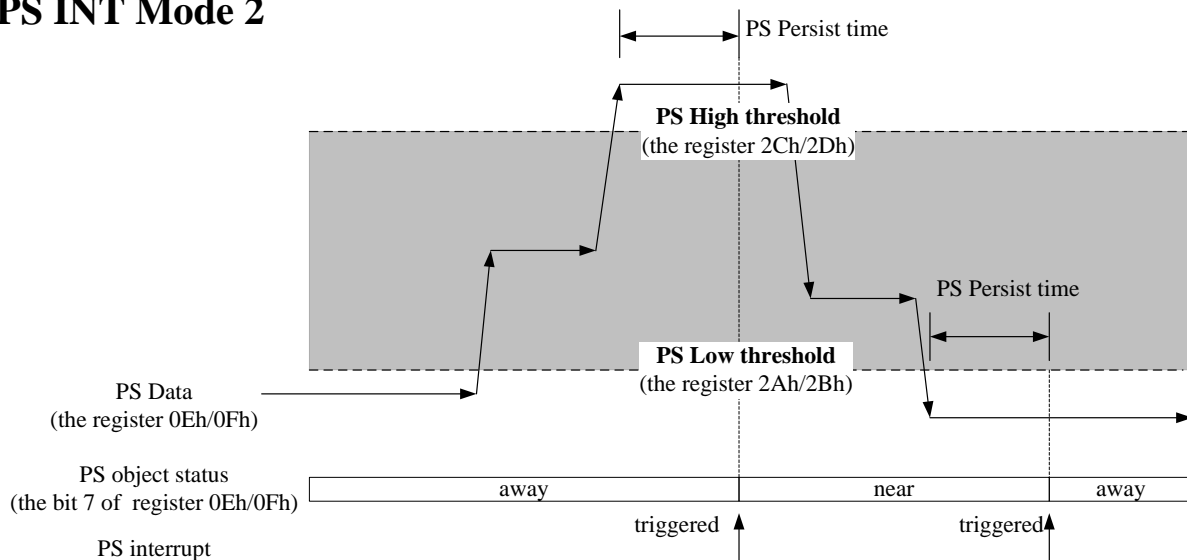 PS INT Mode 2
PS Persist time
PS High threshold
(the register 2Ch/2Dh)
PS Persist time
PS Low threshold
(the register 2Ah/2Bh)
PS Data
(the register 0Eh/0Fh)
PS object status
(the bit 7 of register 0Eh/0Fh)
away
near
away
triggered
triggered
PS interrupt